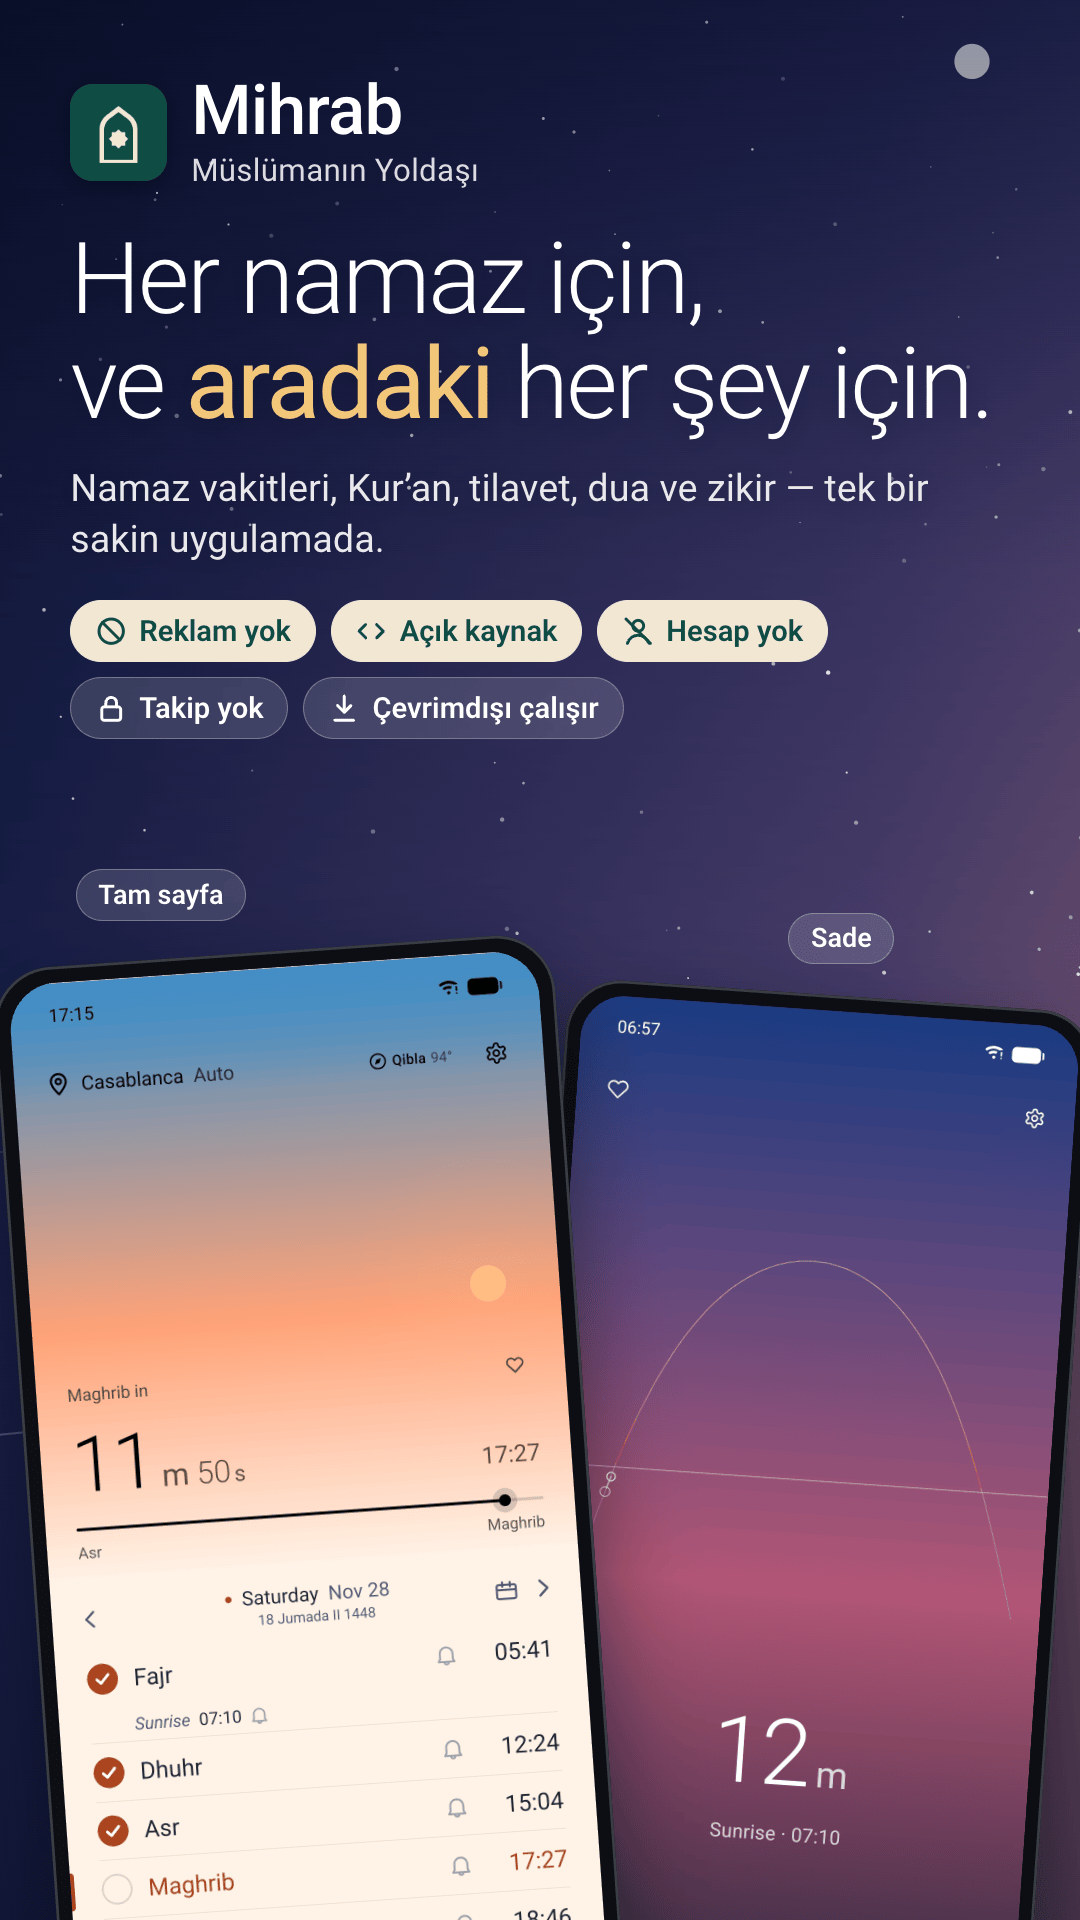 Mihrab
Müslümanın Yoldaşı
Her namaz için,
ve aradaki her şey için.
Namaz vakitleri, Kur’an, tilavet, dua ve zikir — tek bir
sakin uygulamada.
Reklam yok
Açık kaynak
Hesap yok
Takip yok
Çevrimdışı çalışır
Tam sayfa
Sade
17:15
Casablanca Auto
Qibla 94°
Maghrib in
11 m 50 s
17:27
Asr
Maghrib
Saturday Nov 28
18 Jumada II 1448
Fajr 05:41
Sunrise 07:10
Dhuhr 12:24
Asr 15:04
Maghrib 17:27
18:46
06:57
12 m
Sunrise · 07:10